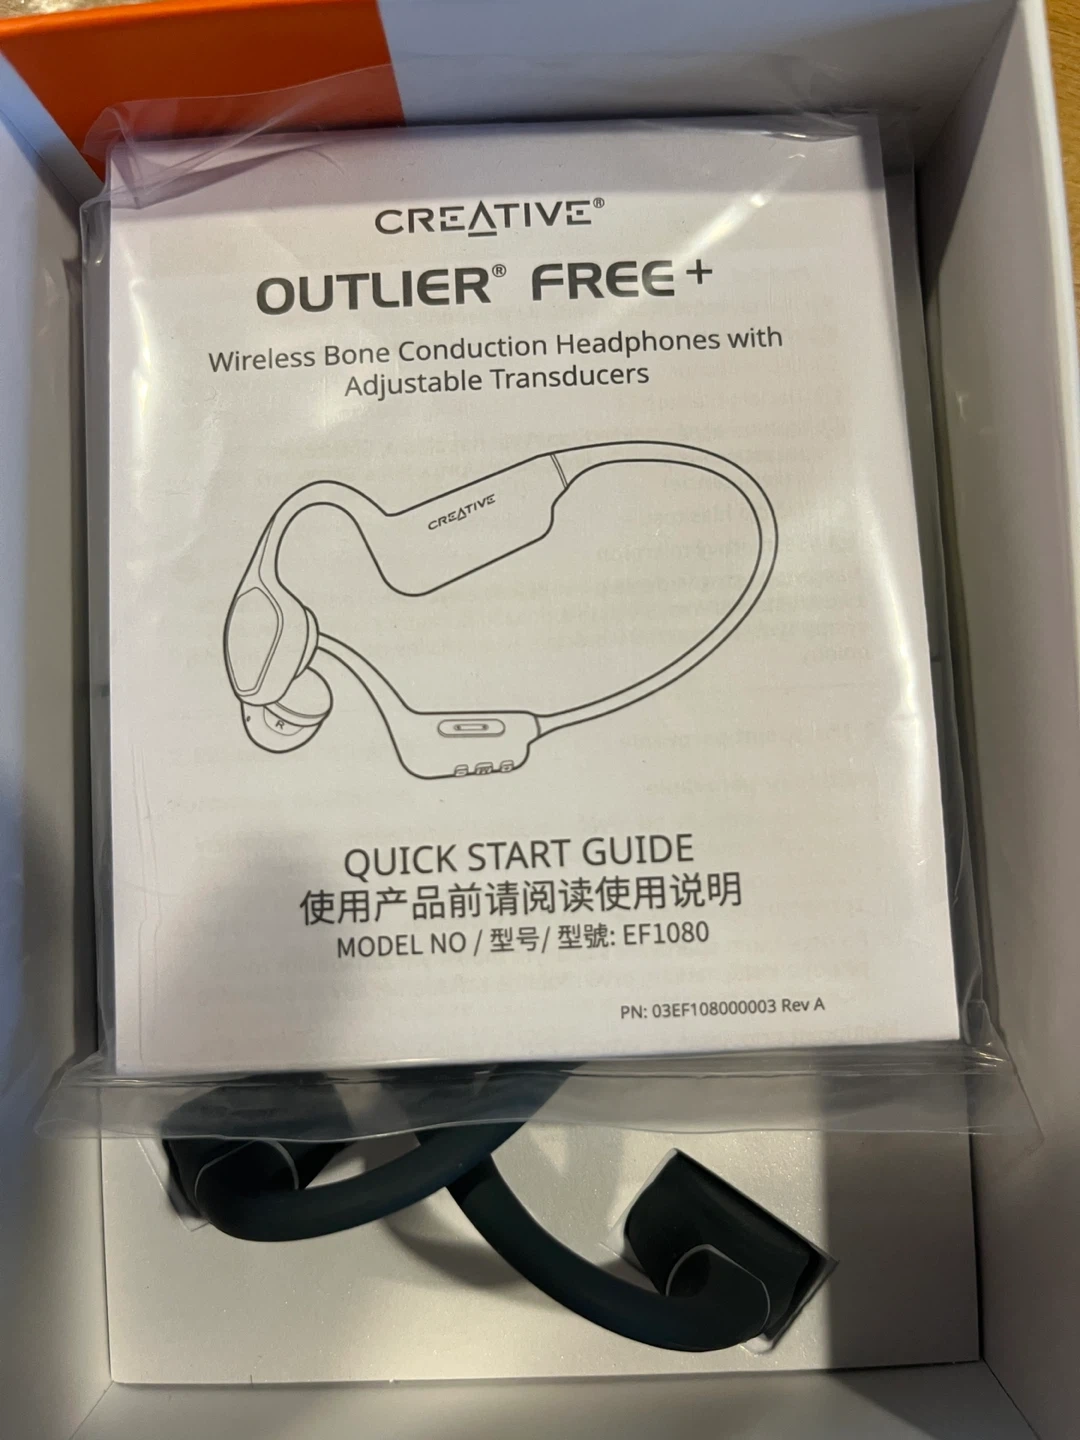 CREATIVE®
OUTLIER® FREE+
Wireless Bone Conduction Headphones with
Adjustable Transducers
CREATIVE
R
QUICK START GUIDE
使用产品前请阅读使用说明
MODEL NO / 型号/ 型號: EF1080
PN: 03EF108000003 Rev A